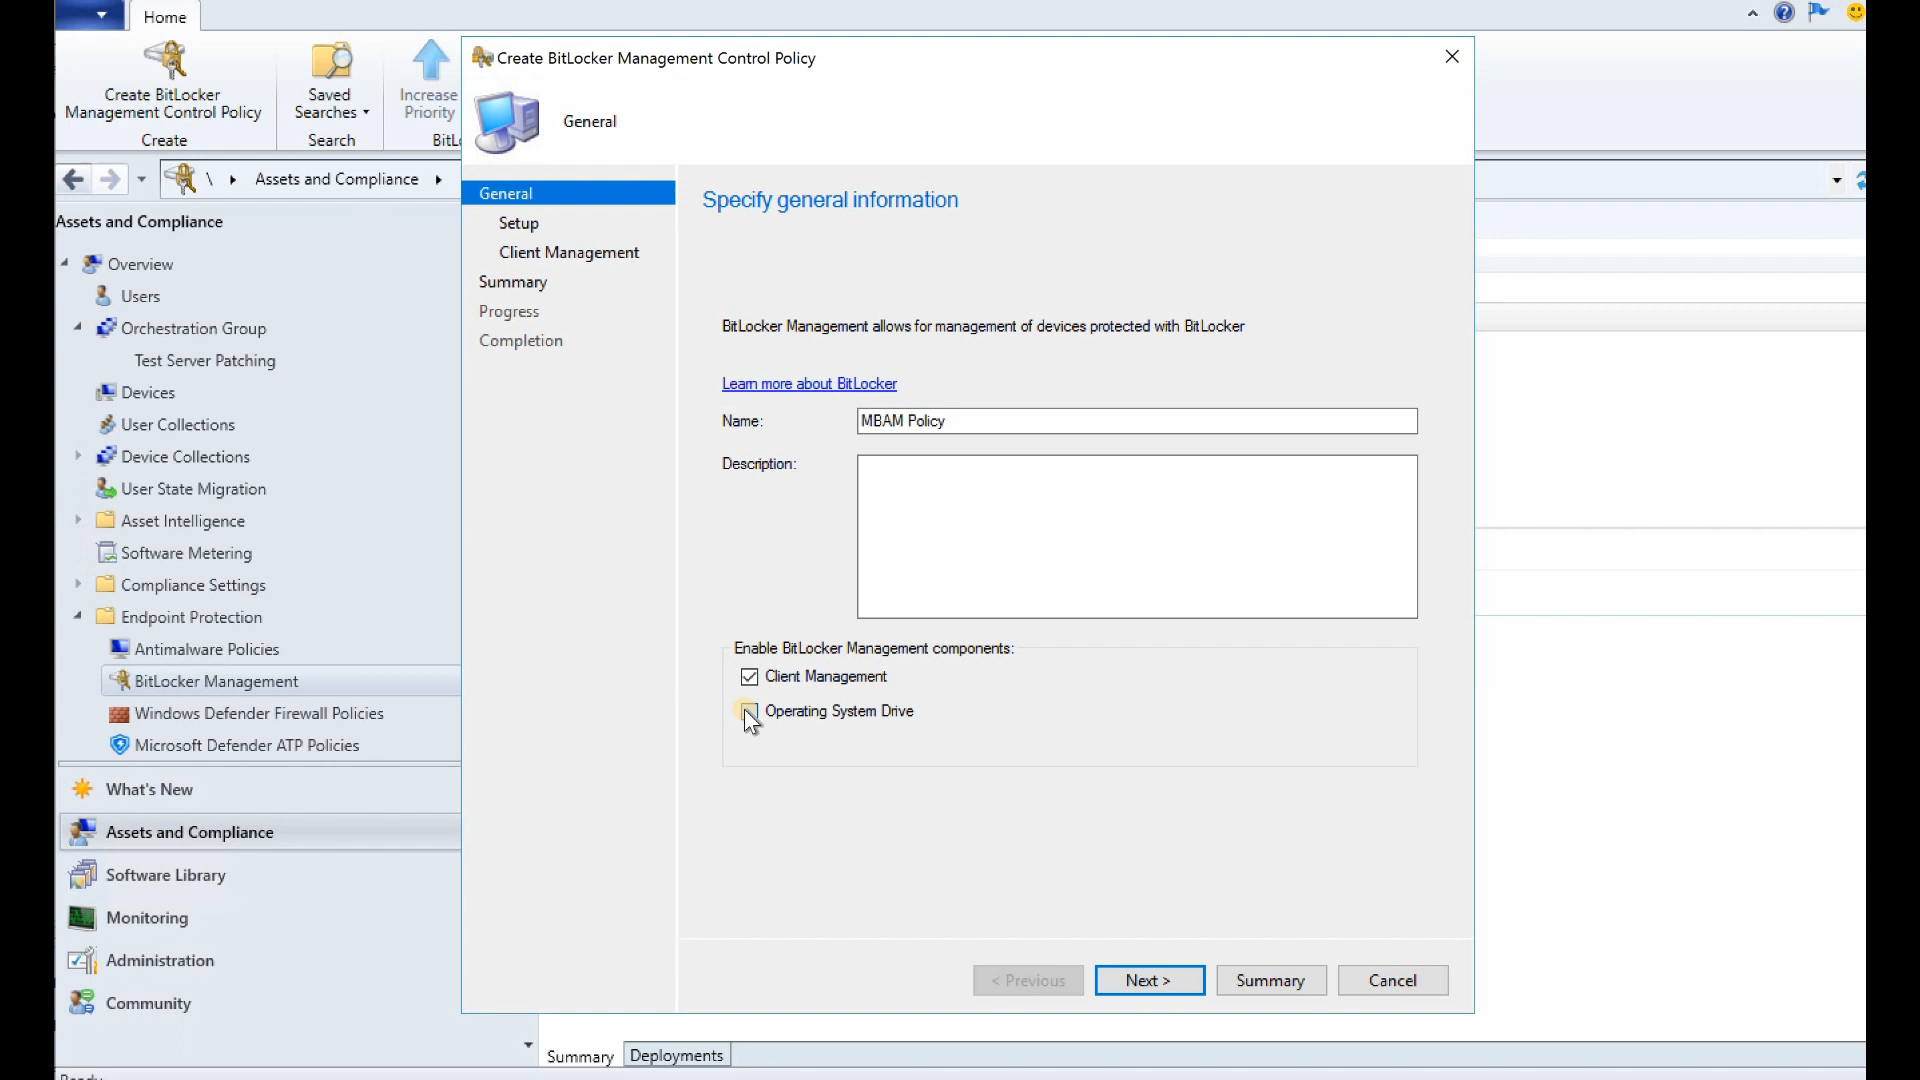 Home
Create BitLocker
Management Control Policy
Create
Saved
Searches
Search
Increase
Priority
BitL
Create BitLocker Management Control Policy
General
\ Assets and Compliance
Assets and Compliance
Overview
Users
Orchestration Group
Test Server Patching
Devices
User Collections
Device Collections
User State Migration
Asset Intelligence
Software Metering
Compliance Settings
Endpoint Protection
Antimalware Policies
BitLocker Management
Windows Defender Firewall Policies
Microsoft Defender ATP Policies
What's New
Assets and Compliance
Software Library
Monitoring
Administration
Community
General
Setup
Client Management
Summary
Progress
Completion
Specify general information
BitLocker Management allows for management of devices protected with BitLocker
Learn more about BitLocker
Name: MBAM Policy
Description:
Enable BitLocker Management components:
Client Management
Operating System Drive
< Previous
Next >
Summary
Cancel
Summary
Deployments